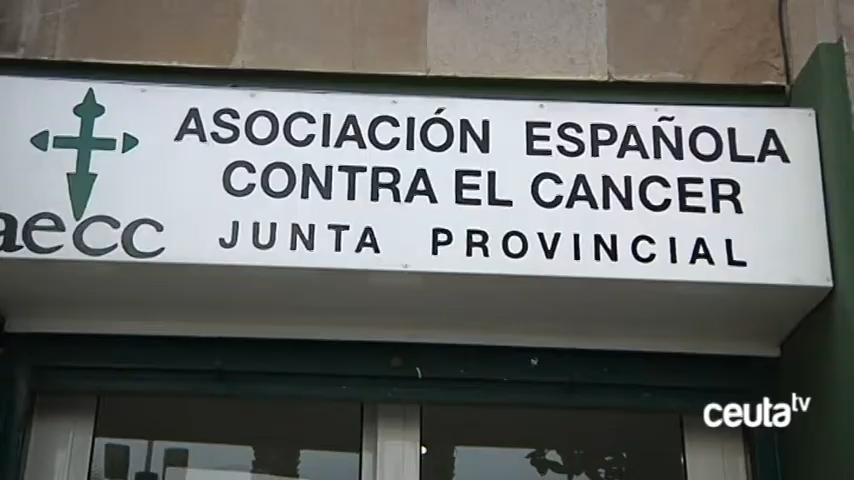 ASOCIACIÓN ESPAÑOLA
CONTRA EL CANCER
aecc
JUNTA PROVINCIAL
ceutatv